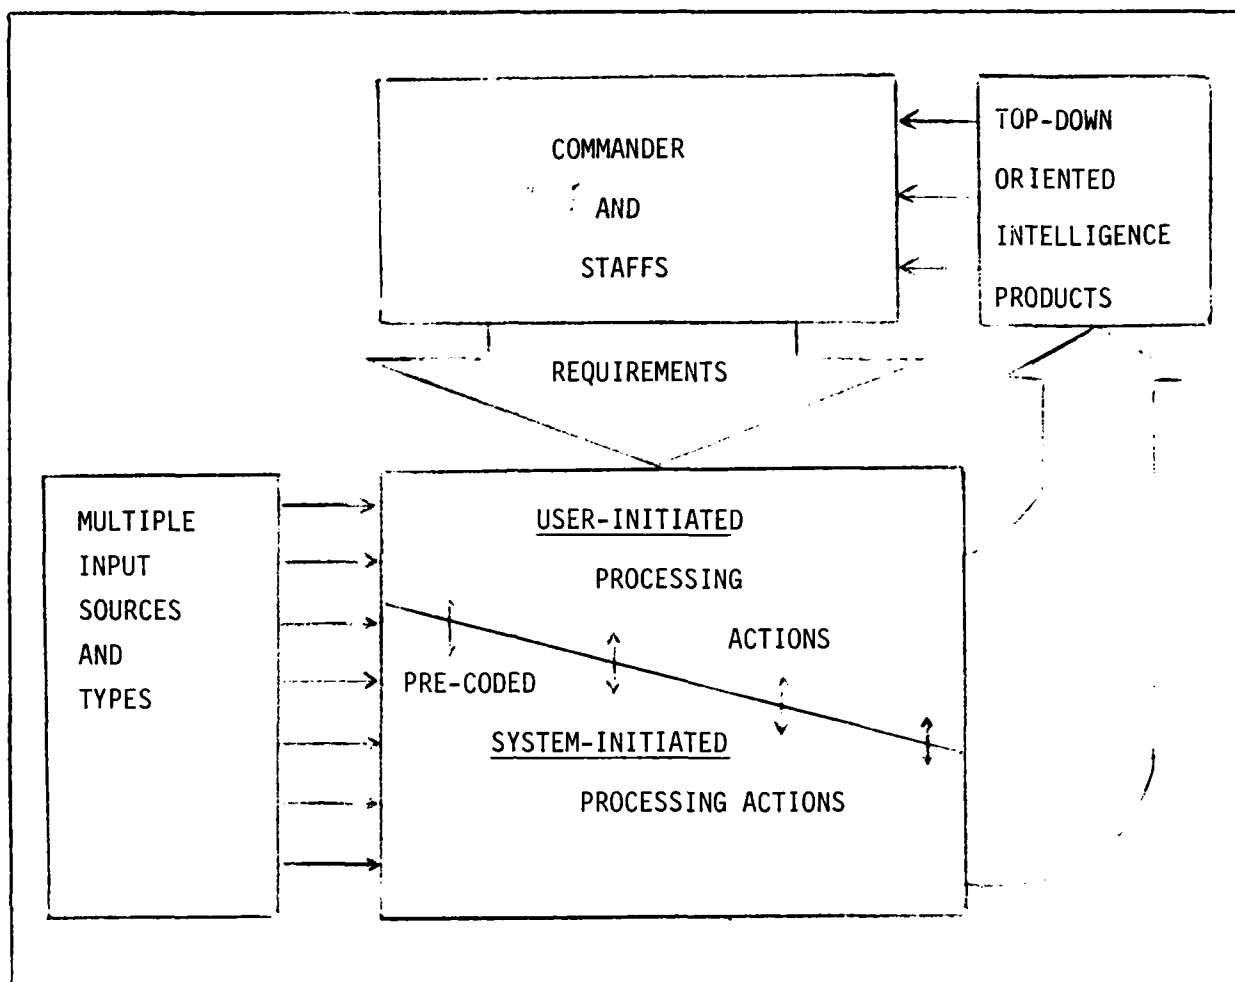 COMMANDER
AND
STAFFS
TOP-DOWN
ORIENTED
INTELLIGENCE
PRODUCTS
REQUIREMENTS
MULTIPLE
INPUT
SOURCES
AND
TYPES
USER-INITIATED
PROCESSING
ACTIONS
PRE-CODED
SYSTEM-INITIATED
PROCESSING ACTIONS